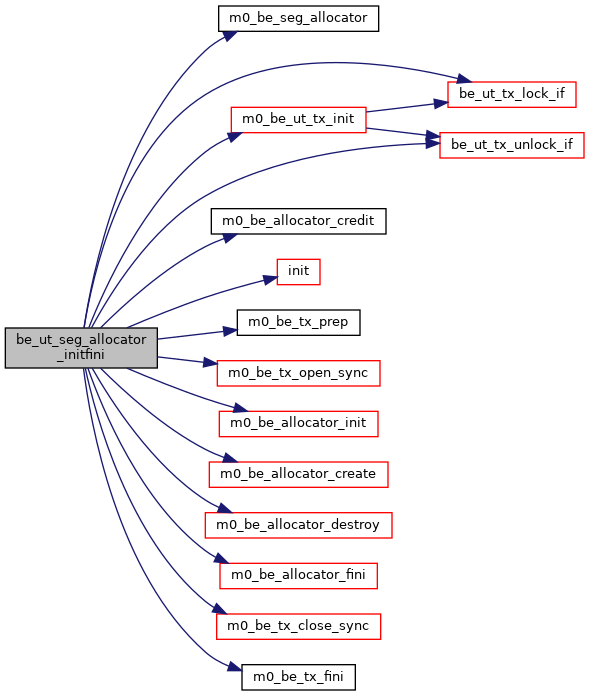 m0_be_seg_allocator
be_ut_tx_lock_if
m0_be_ut_tx_init
be_ut_tx_unlock_if
m0_be_allocator_credit
init
m0_be_tx_prep
be_ut_seg_allocator
_initfini
m0_be_tx_open_sync
m0_be_allocator_init
m0_be_allocator_create
m0_be_allocator_destroy
m0_be_allocator_fini
m0_be_tx_close_sync
m0_be_tx_fini